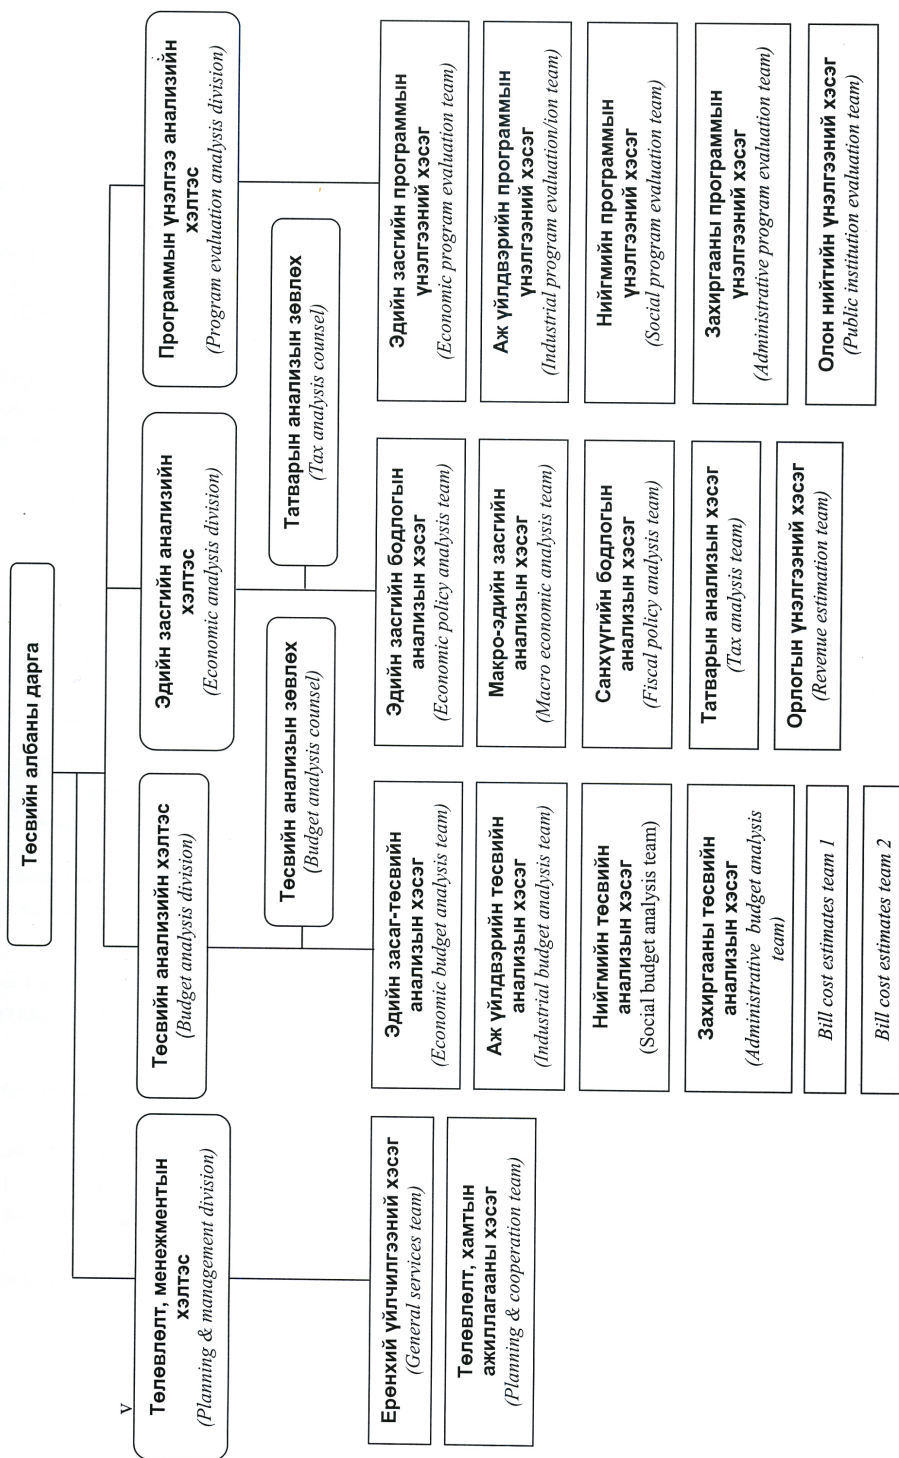 Төсвийн албаны дарга
v
Төлөвлөлт, менежментын
хэлтэс
(Planning & management division)
Төсвийн анализийн хэлтэс
(Budget analysis division)
Эдийн засгийн анализийн
хэлтэс
(Economic analysis division)
Программын үнэлгээ анализийн
хэлтэс
(Program evaluation analysis division)
Төсвийн анализын зөвлөх
(Budget analysis counsel)
Татварын анализын зөвлөх
(Tax analysis counsel)
Ерөнхий үйлчилгээний хэсэг
(General services team)
Төлөвлөлт, хамтын
ажиллагааны хэсэг
(Planning & cooperation team)
Эдийн засаг-төсвийн
анализын хэсэг
(Economic budget analysis team)
Аж үйлдвэрийн төсвийн
анализын хэсэг
(Industrial budget analysis team)
Нийгмийн төсвийн
анализын хэсэг
(Social budget analysis team)
Захиргааны төсвийн
анализын хэсэг
(Administrative budget analysis
team)
Bill cost estimates team 1
Bill cost estimates team 2
Эдийн засгийн бодлогын
анализын хэсэг
(Economic policy analysis team)
Макро-эдийн засгийн
анализын хэсэг
(Macro economic analysis team)
Санхүүгийн бодлогын
анализын хэсэг
(Fiscal policy analysis team)
Татварын анализын хэсэг
(Tax analysis team)
Орлогын үнэлгээний хэсэг
(Revenue estimation team)
Эдийн засгийн программын
үнэлгээний хэсэг
(Economic program evaluation team)
Аж үйлдвэрийн программын
үнэлгээний хэсэг
(Industrial program evaluation/ion team)
Нийгмийн программын
үнэлгээний хэсэг
(Social program evaluation team)
Захиргааны программын
үнэлгээний хэсэг
(Administrative program evaluation team)
Олон нийтийн үнэлгээний хэсэг
(Public institution evaluation team)